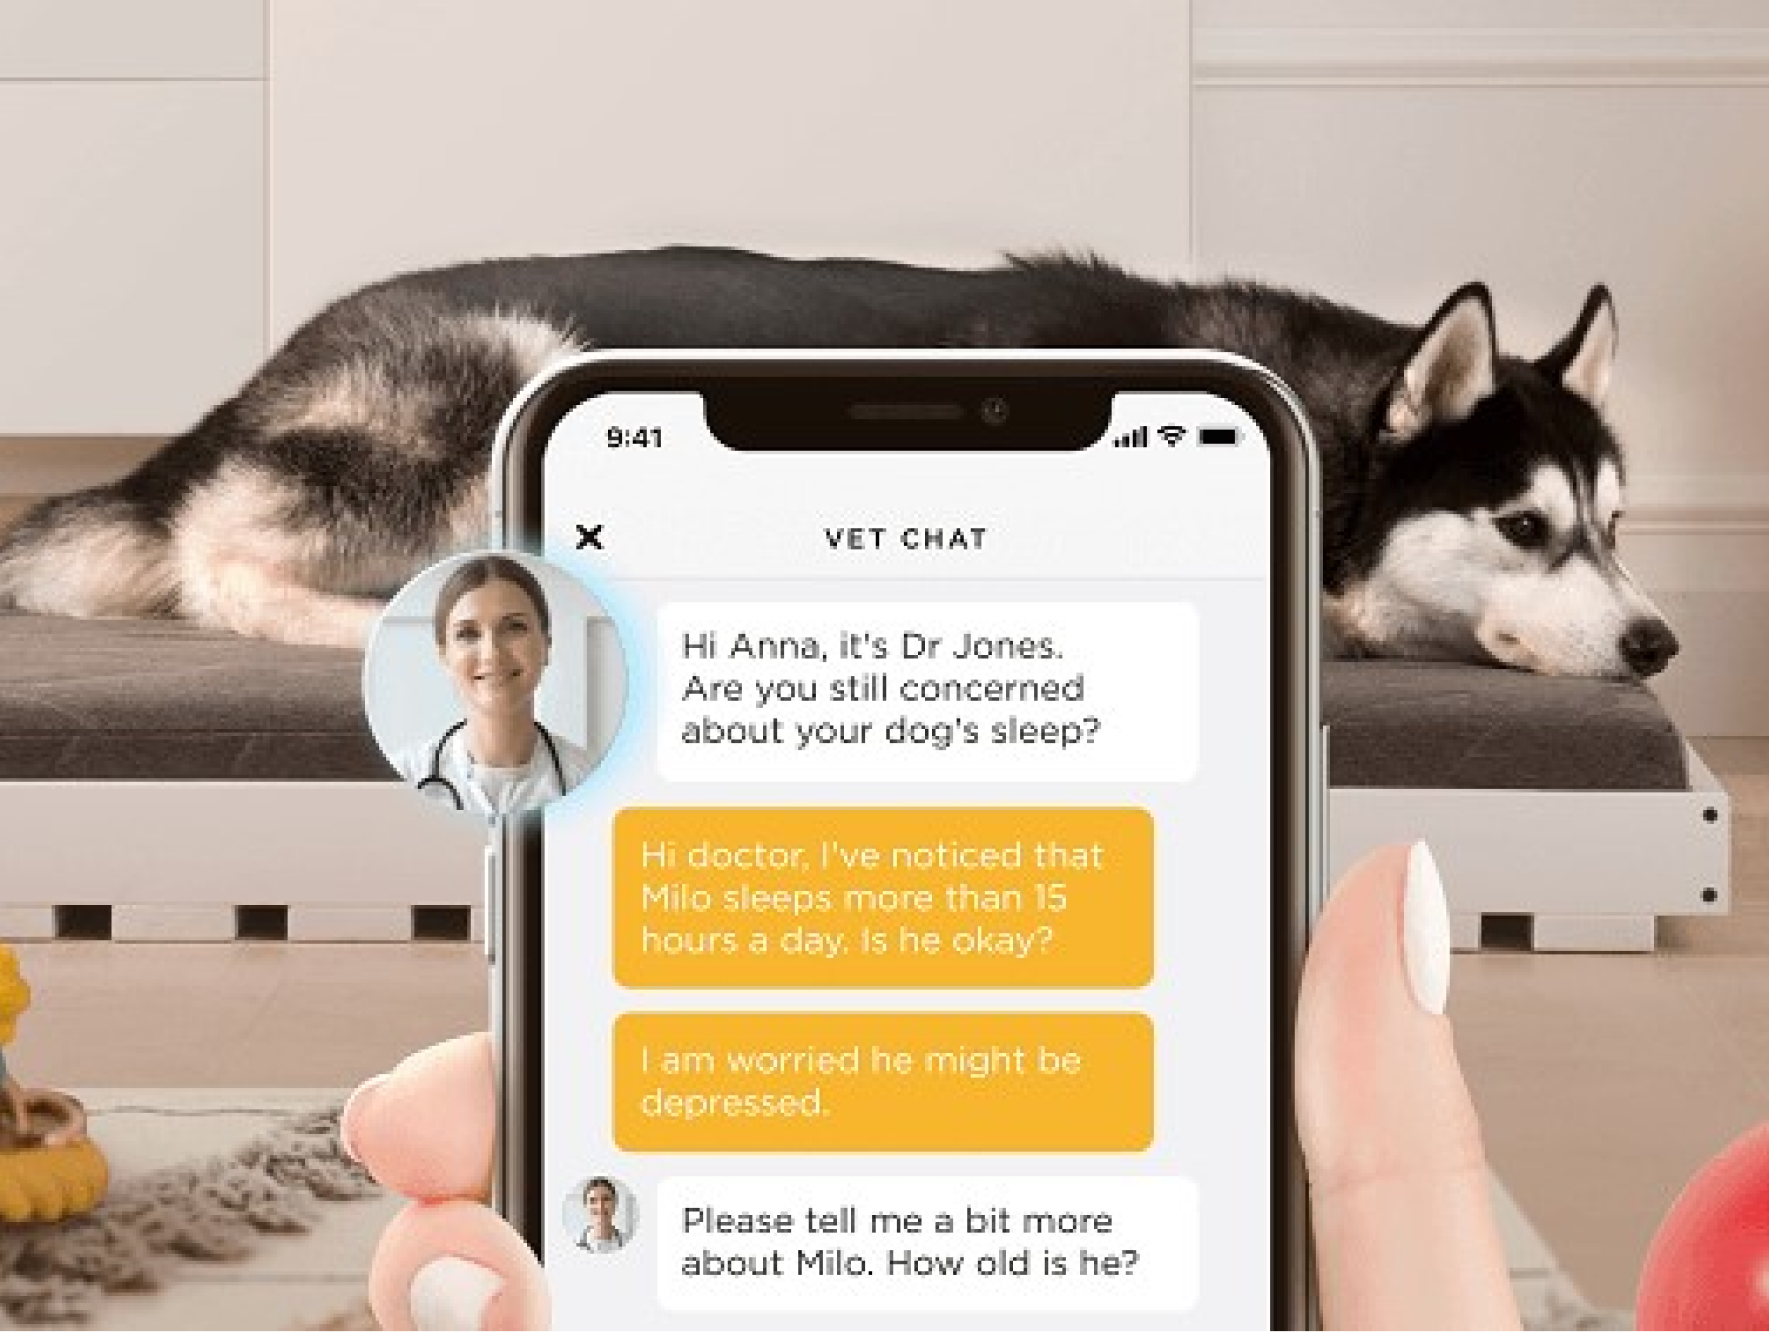 9:41
VET CHAT
Hi Anna, it's Dr Jones.
Are you still concerned
about your dog's sleep?
Hi doctor, I've noticed that
Milo sleeps more than 15
hours a day. Is he okay?
I am worried he might be
depressed.
Please tell me a bit more
about Milo. How old is he?